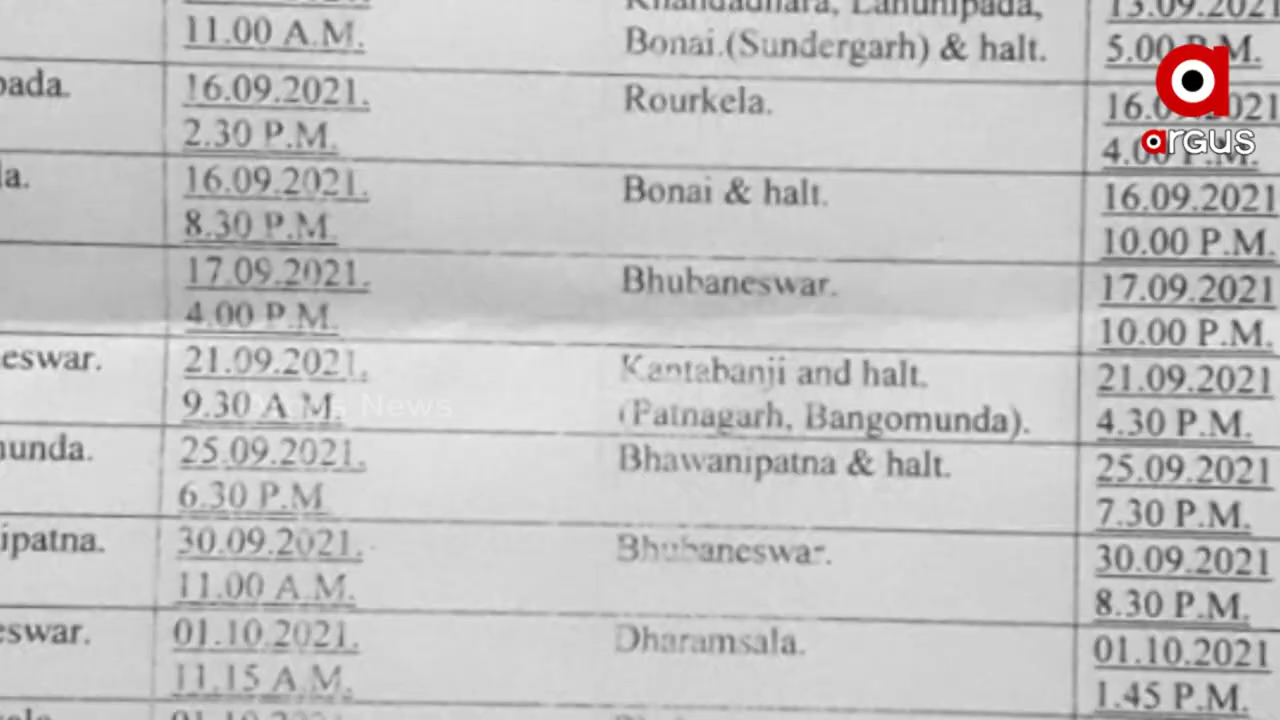 11.00 A.M.
Khandadhara, Lahunipada,
Bonai.(Sundergarh) & halt.
13.09.2021
5.00 P.M.
16.09.2021.
2.30 P.M.
Rourkela.
16.09.2021
4.00 P.M.
16.09.2021.
8.30 P.M.
Bonai & halt.
16.09.2021
10.00 P.M.
17.09.2021.
4.00 P.M.
Bhubaneswar.
17.09.2021
10.00 P.M.
eswar.
21.09.2021.
9.30 A.M.
Kantabanji and halt.
(Patnagarh, Bangomunda).
21.09.2021
4.30 P.M.
munda.
25.09.2021.
6.30 P.M
Bhawanipatna & halt.
25.09.2021
7.30 P.M.
ipatna.
30.09.2021.
11.00 A.M.
Bhubaneswar.
30.09.2021
8.30 P.M.
eswar.
01.10.2021.
11.15 A.M.
Dharamsala.
01.10.2021
1.45 P.M.
pada.
la.
argus
News